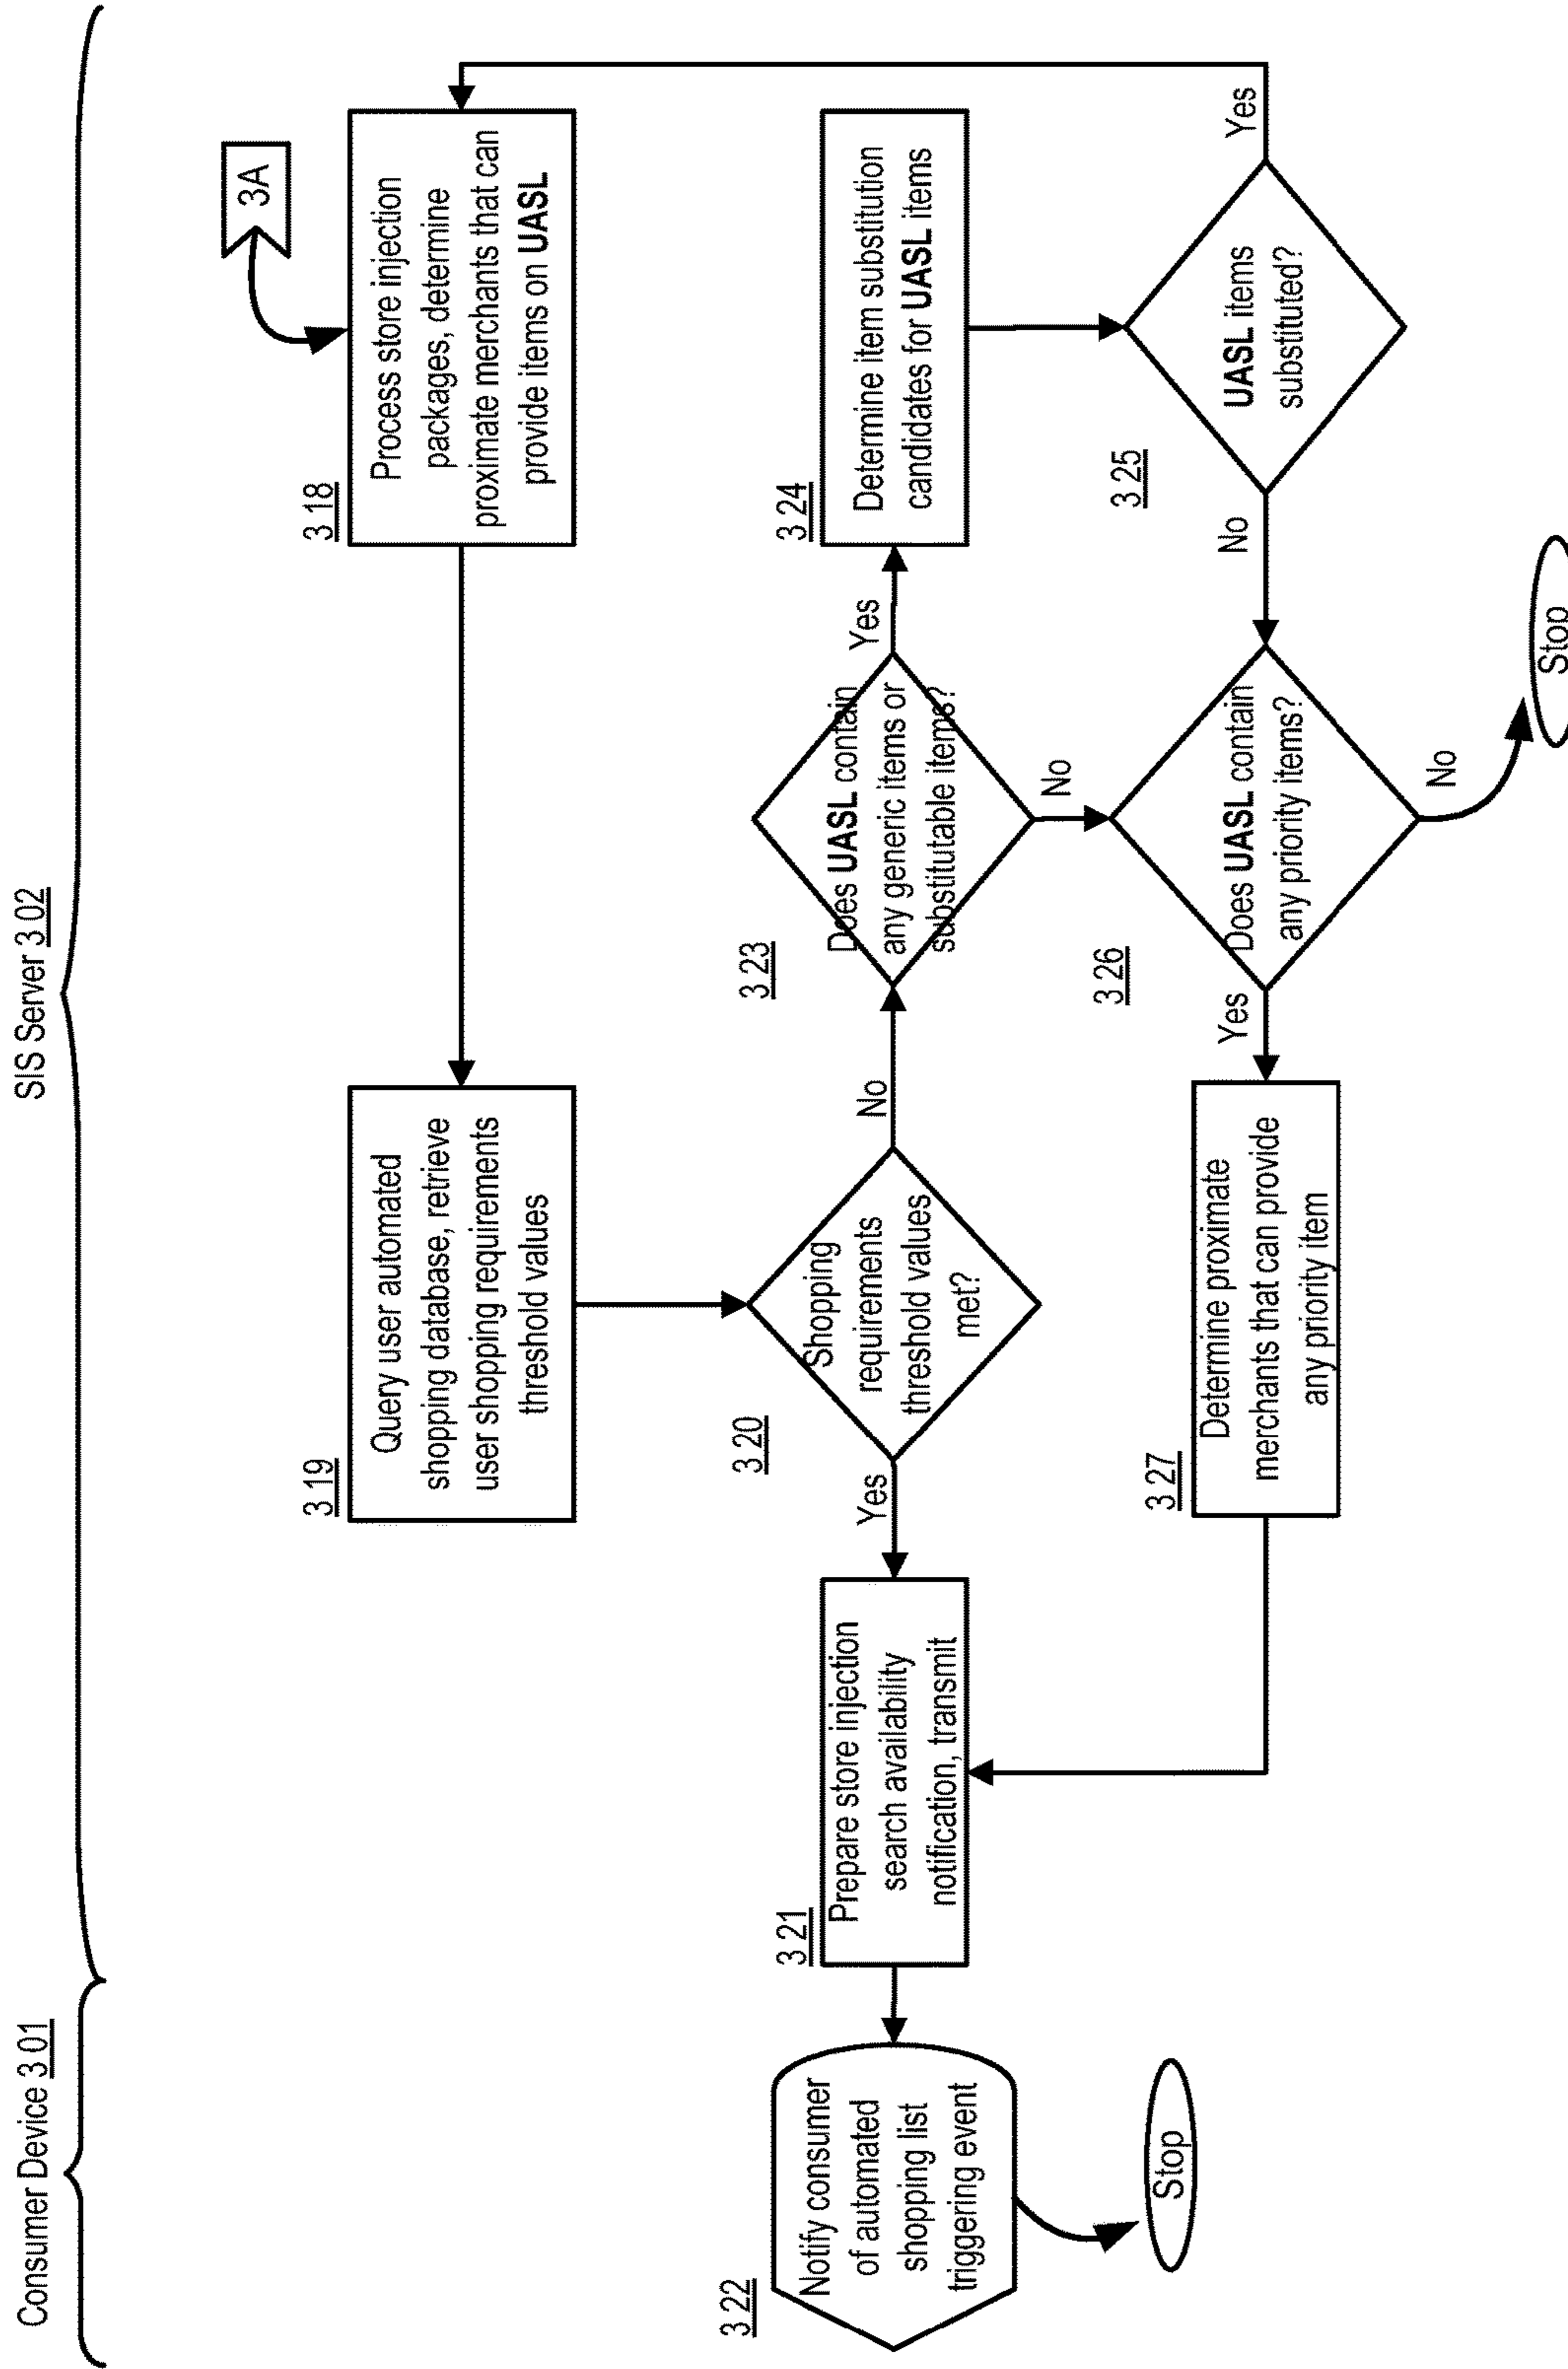 Consumer Device 3 01
SIS Server 3 02
3A
3 18
Process store injection
packages, determine
proximate merchants that can
provide items on UASL
3 19
Query user automated
shopping database, retrieve
user shopping requirements
threshold values
3 20
Shopping
requirements
threshold values
met?
Yes
No
3 21
Prepare store injection
search availability
notification, transmit
3 22
Notify consumer
of automated
shopping list
triggering event
Stop
3 23
Does UASL contain
any generic items or
substitutable items?
Yes
No
3 24
Determine item substitution
candidates for UASL items
3 25
UASL items
substituted?
Yes
No
3 26
Does UASL contain
any priority items?
Yes
No
3 27
Determine proximate
merchants that can provide
any priority item
Stop